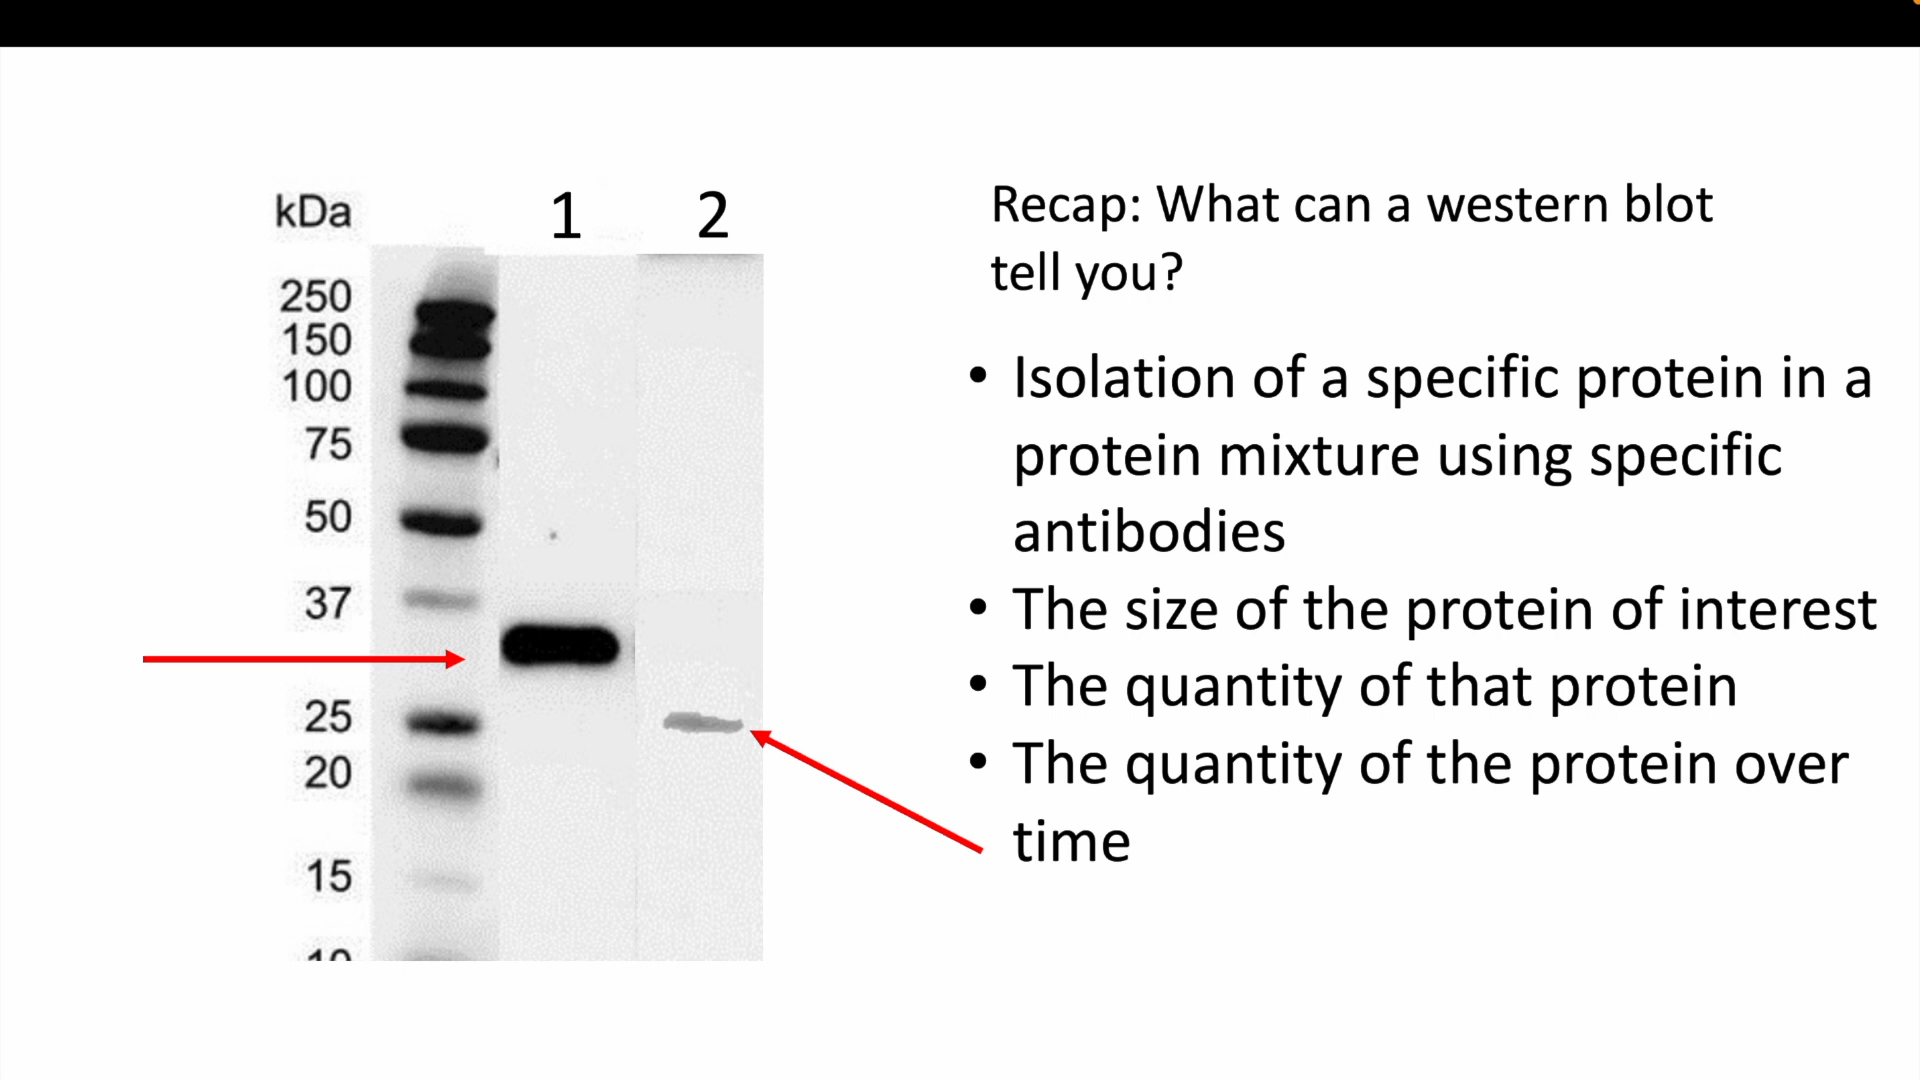 kDa
1 2
250
150
100
75
50
37
25
20
15
10
Recap: What can a western blot
tell you?
• Isolation of a specific protein in a
protein mixture using specific
antibodies
• The size of the protein of interest
• The quantity of that protein
• The quantity of the protein over
time